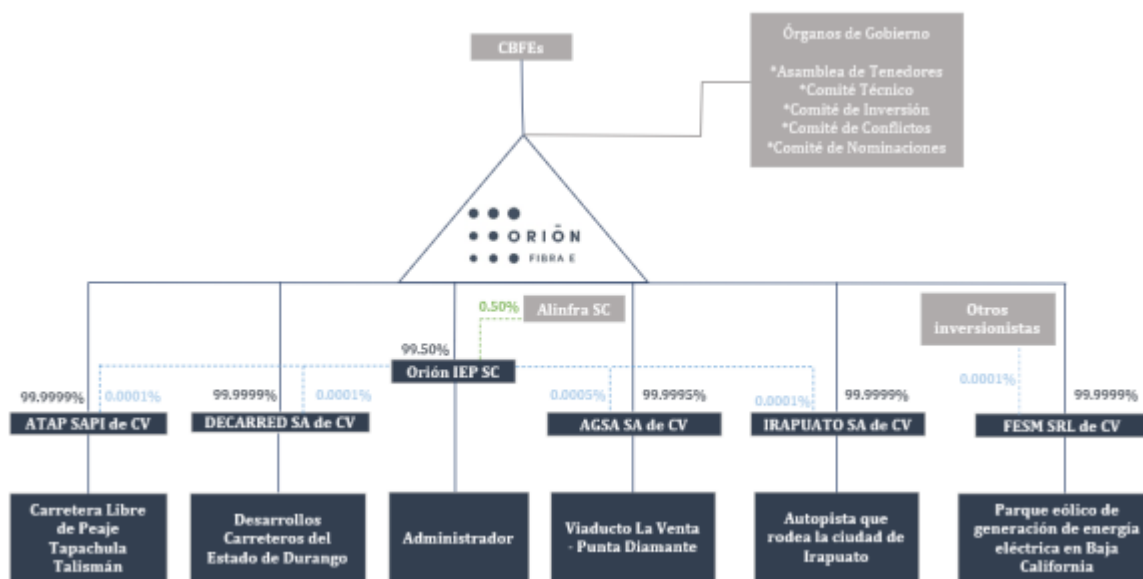 CBFEs
Órganos de Gobierno
*Asamblea de Tenedores
*Comité Técnico
*Comité de Inversión
*Comité de Conflictos
*Comité de Nominaciones
ORIÓN
FIBRA E
0.50%
Alinfra SC
Otros
inversionistas
99.50%
Orión IEP SC
99.9999%
0.0001%
99.9999%
0.0001%
0.0005%
99.9995%
0.0001%
99.9999%
0.0001%
99.9999%
ATAP SAPI de CV
DECARRED SA de CV
AGSA SA de CV
IRAPUATO SA de CV
FESM SRL de CV
Carretera Libre
de Peaje
Tapachula
Talismán
Desarrollos
Carreteros del
Estado de Durango
Administrador
Viaducto La Venta
- Punta Diamante
Autopista que
rodea la ciudad de
Irapuato
Parque eólico de
generación de energía
eléctrica en Baja
California